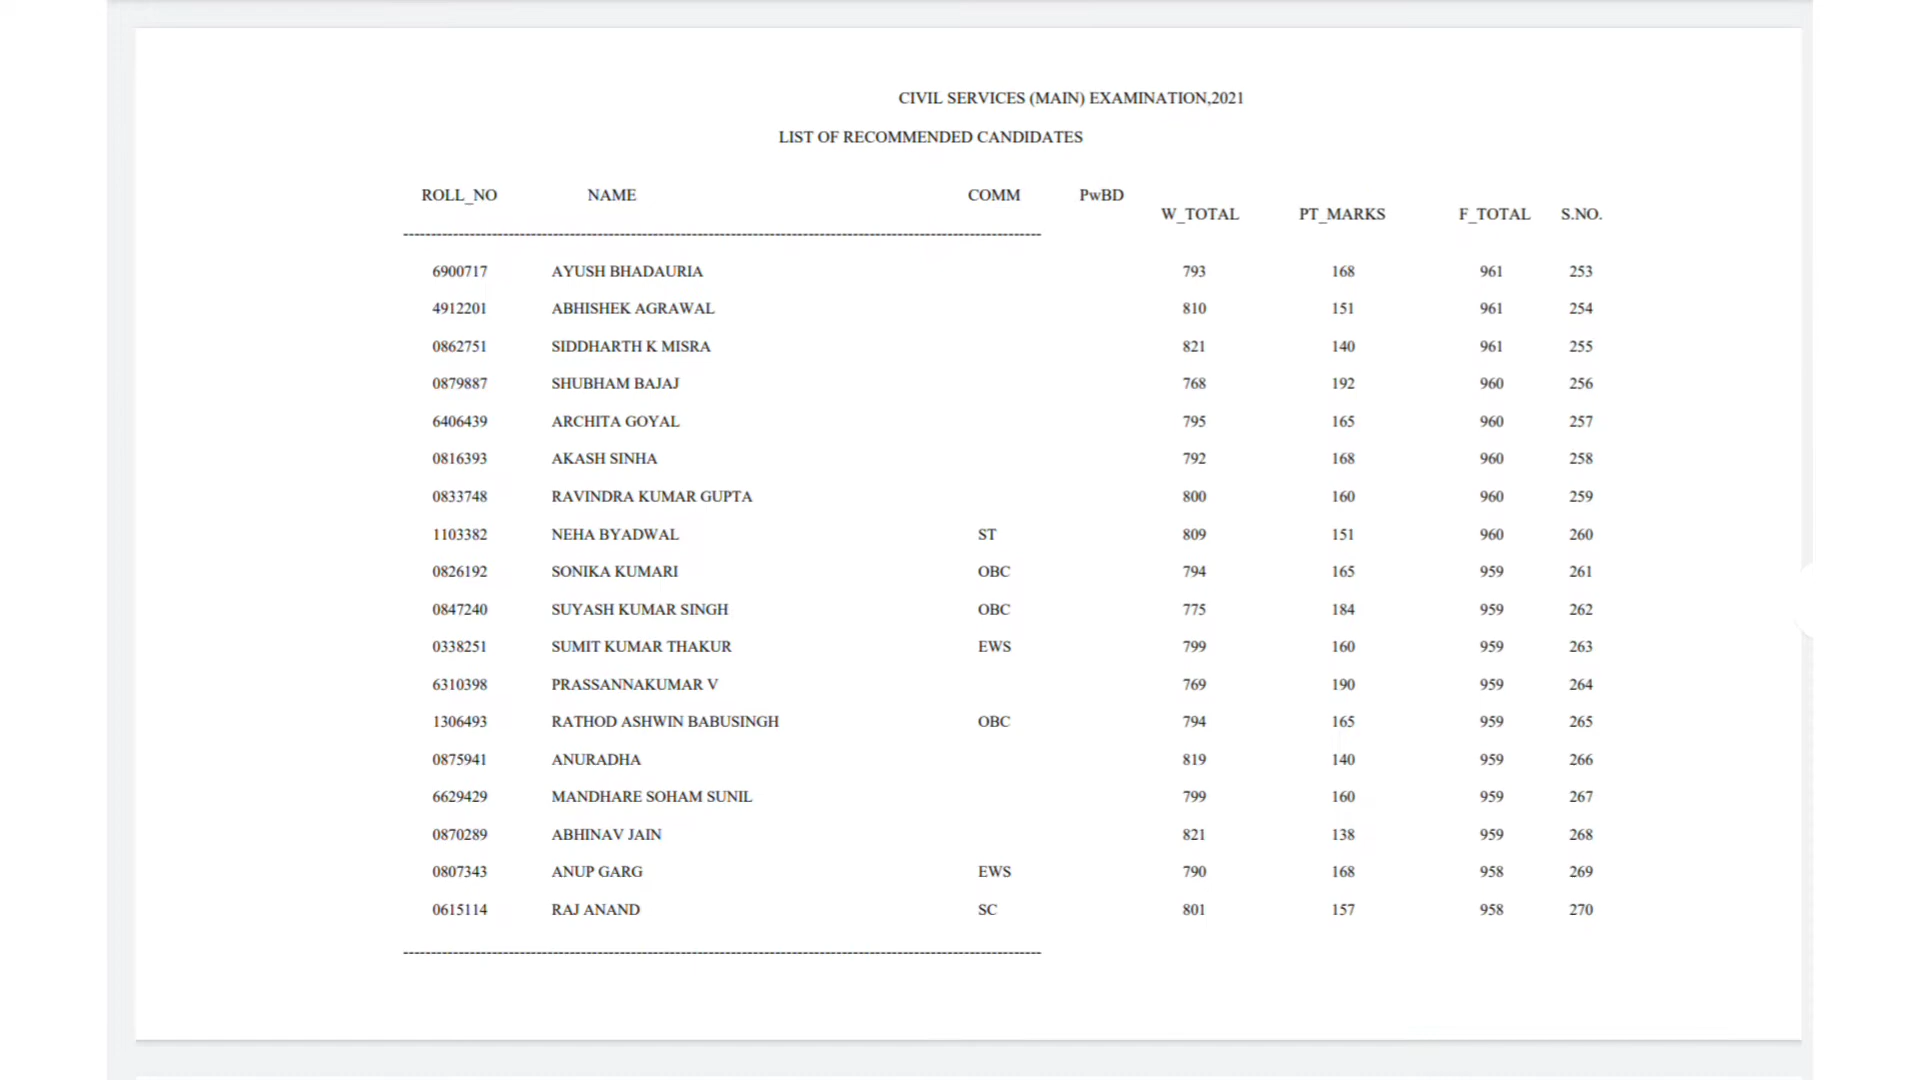 CIVIL SERVICES (MAIN) EXAMINATION,2021
LIST OF RECOMMENDED CANDIDATES
ROLL_NO NAME COMM PwBD W_TOTAL PT_MARKS F_TOTAL S.NO.
6900717 AYUSH BHADAURIA 793 168 961 253
4912201 ABHISHEK AGRAWAL 810 151 961 254
0862751 SIDDHARTH K MISRA 821 140 961 255
0879887 SHUBHAM BAJAJ 768 192 960 256
6406439 ARCHITA GOYAL 795 165 960 257
0816393 AKASH SINHA 792 168 960 258
0833748 RAVINDRA KUMAR GUPTA 800 160 960 259
1103382 NEHA BYADWAL ST 809 151 960 260
0826192 SONIKA KUMARI OBC 794 165 959 261
0847240 SUYASH KUMAR SINGH OBC 775 184 959 262
0338251 SUMIT KUMAR THAKUR EWS 799 160 959 263
6310398 PRASSANNAKUMAR V 769 190 959 264
1306493 RATHOD ASHWIN BABUSINGH OBC 794 165 959 265
0875941 ANURADHA 819 140 959 266
6629429 MANDHARE SOHAM SUNIL 799 160 959 267
0870289 ABHINAV JAIN 821 138 959 268
0807343 ANUP GARG EWS 790 168 958 269
0615114 RAJ ANAND SC 801 157 958 270